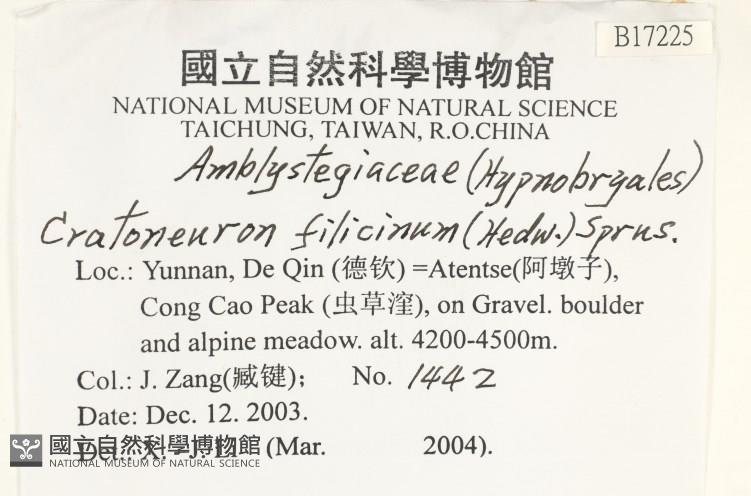 B17225
國立自然科學博物館
NATIONAL MUSEUM OF NATURAL SCIENCE
TAICHUNG, TAIWAN, R.O.CHINA
Amblystegiaceae (Hypnobryales)
Cratoneuron filicinum (Hedw.) Sprus.
Loc.: Yunnan, De Qin (德钦) =Atentse(阿墩子),
Cong Cao Peak (虫草漥), on Gravel. boulder
and alpine meadow. alt. 4200-4500m.
Col.: J. Zang(臧键); No. 1442
Date: Dec. 12. 2003.
Det.: X. -J. Li (Mar. 2004).
國立自然科學博物館
NATIONAL MUSEUM OF NATURAL SCIENCE